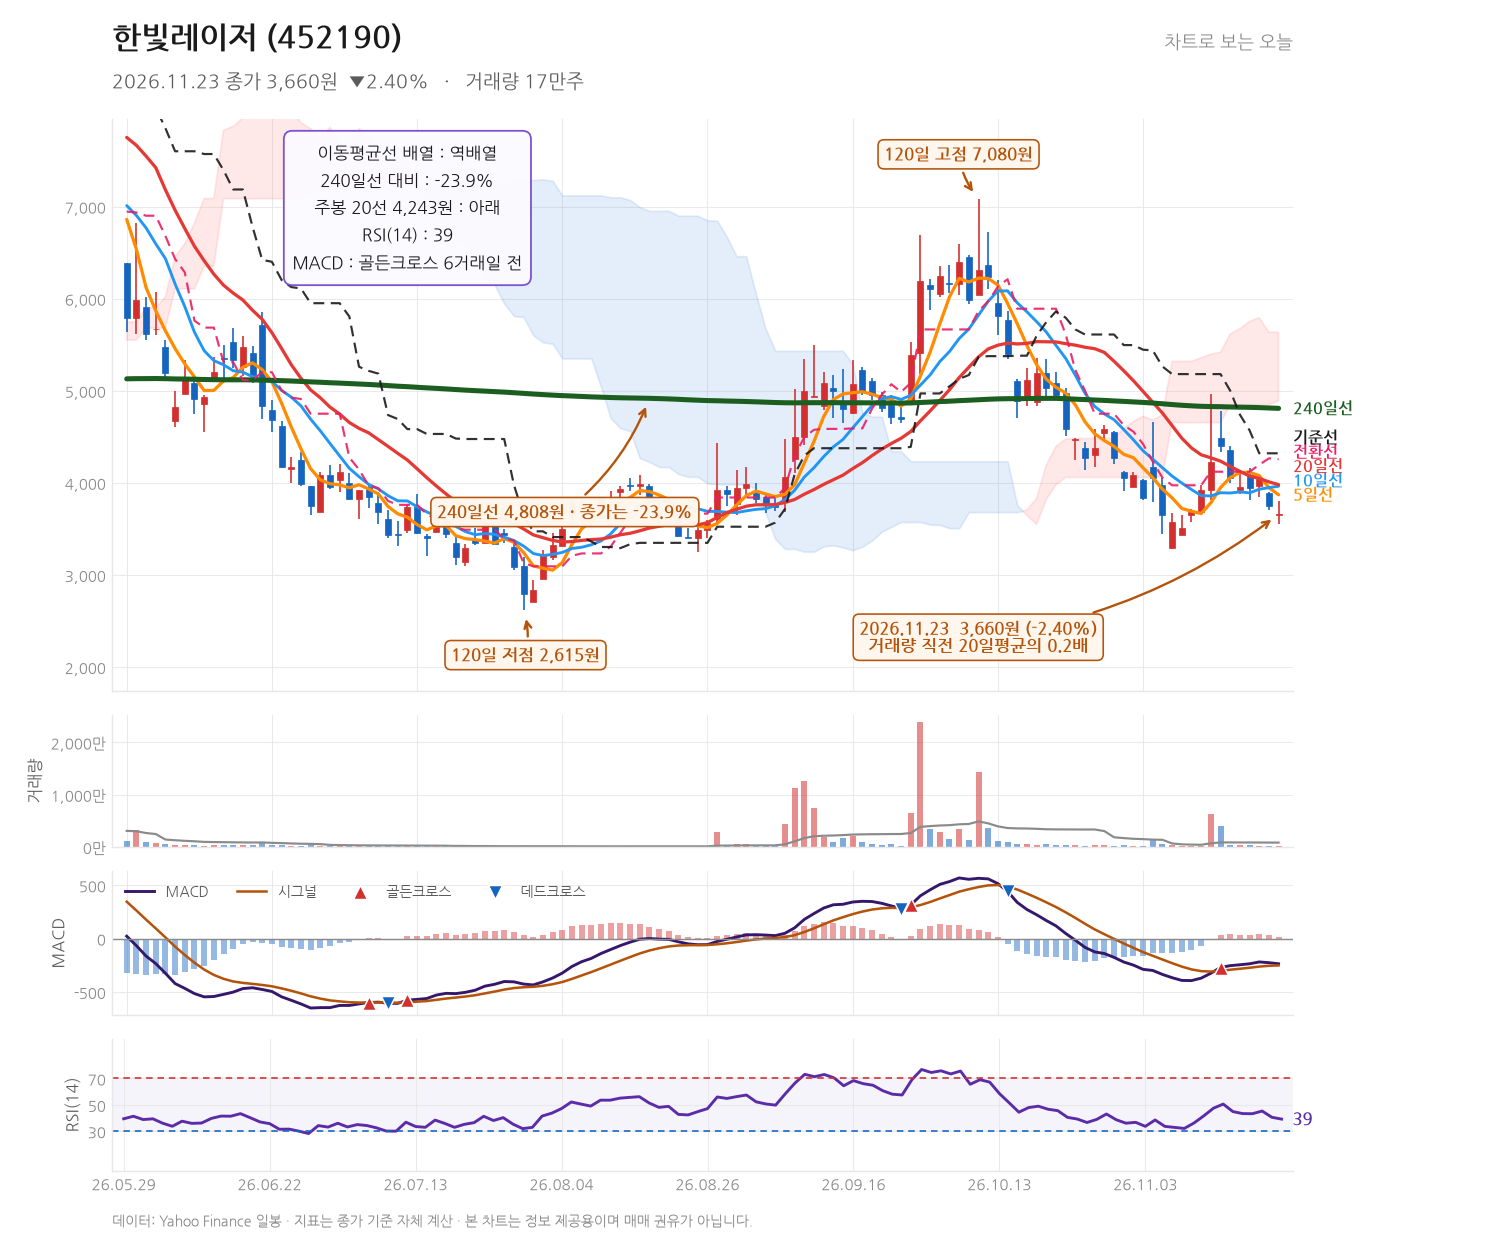 한빛레이저 (452190)
차트로 보는 오늘
2026.11.23 종가 3,660원 ▼2.40% · 거래량 17만주
이동평균선 배열 : 역배열
240일선 대비 : -23.9%
주봉 20선 4,243원 : 아래
RSI(14) : 39
MACD : 골든크로스 6거래일 전
120일 고점 7,080원
7,000
6,000
5,000
4,000
3,000
2,000
240일선
기준선
전환선
20일선
10일선
5일선
240일선 4,808원 · 종가는 -23.9%
120일 저점 2,615원
2026.11.23 3,660원 (-2.40%)
거래량 직전 20일평균의 0.2배
거래량
2,000만
1,000만
0만
MACD
500
0
-500
MACD
시그널
골든크로스
데드크로스
RSI(14)
70
50
30
39
26.05.29
26.06.22
26.07.13
26.08.04
26.08.26
26.09.16
26.10.13
26.11.03
데이터: Yahoo Finance 일봉 · 지표는 종가 기준 자체 계산 · 본 차트는 정보 제공용이며 매매 권유가 아닙니다.